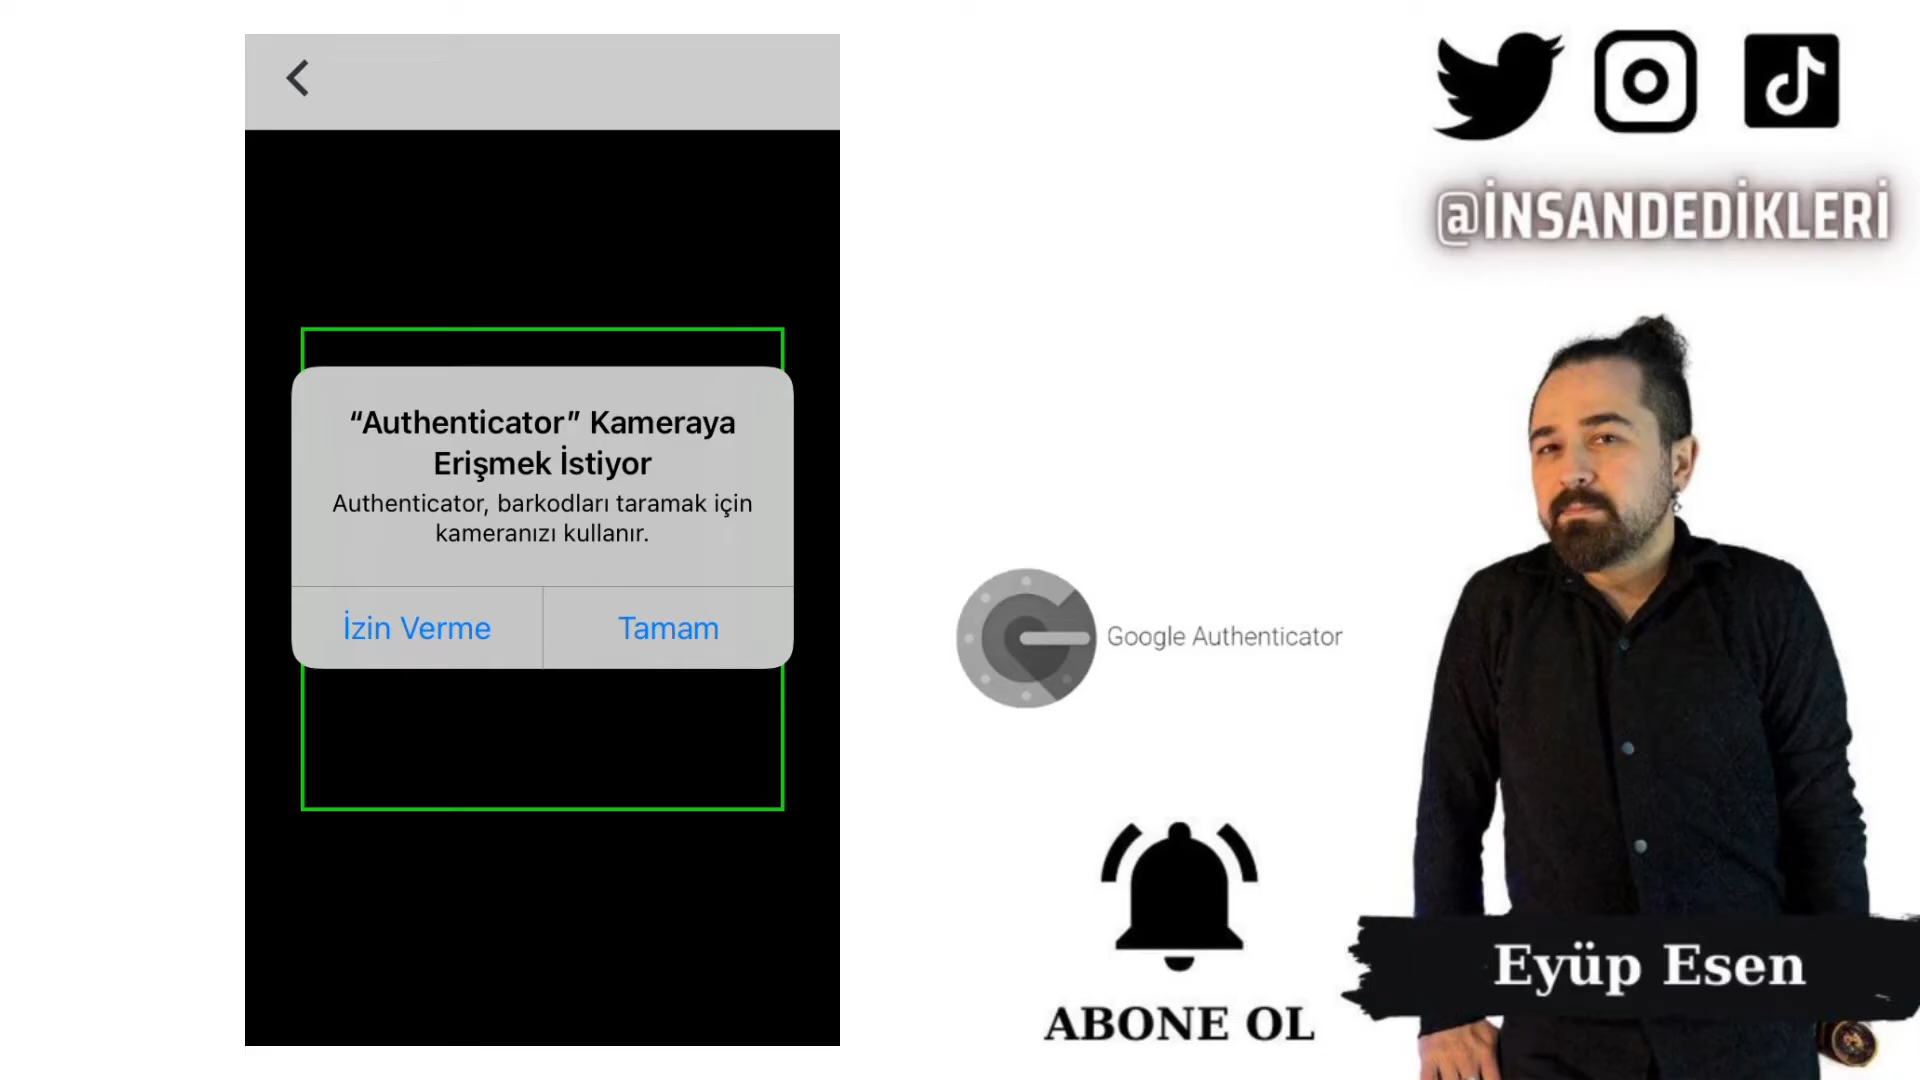 “Authenticator” Kameraya
Erişmek İstiyor
Authenticator, barkodları taramak için
kameranızı kullanır.
İzin Verme
Tamam
@İNSANDEDİKLERİ
Google Authenticator
ABONE OL
Eyüp Esen